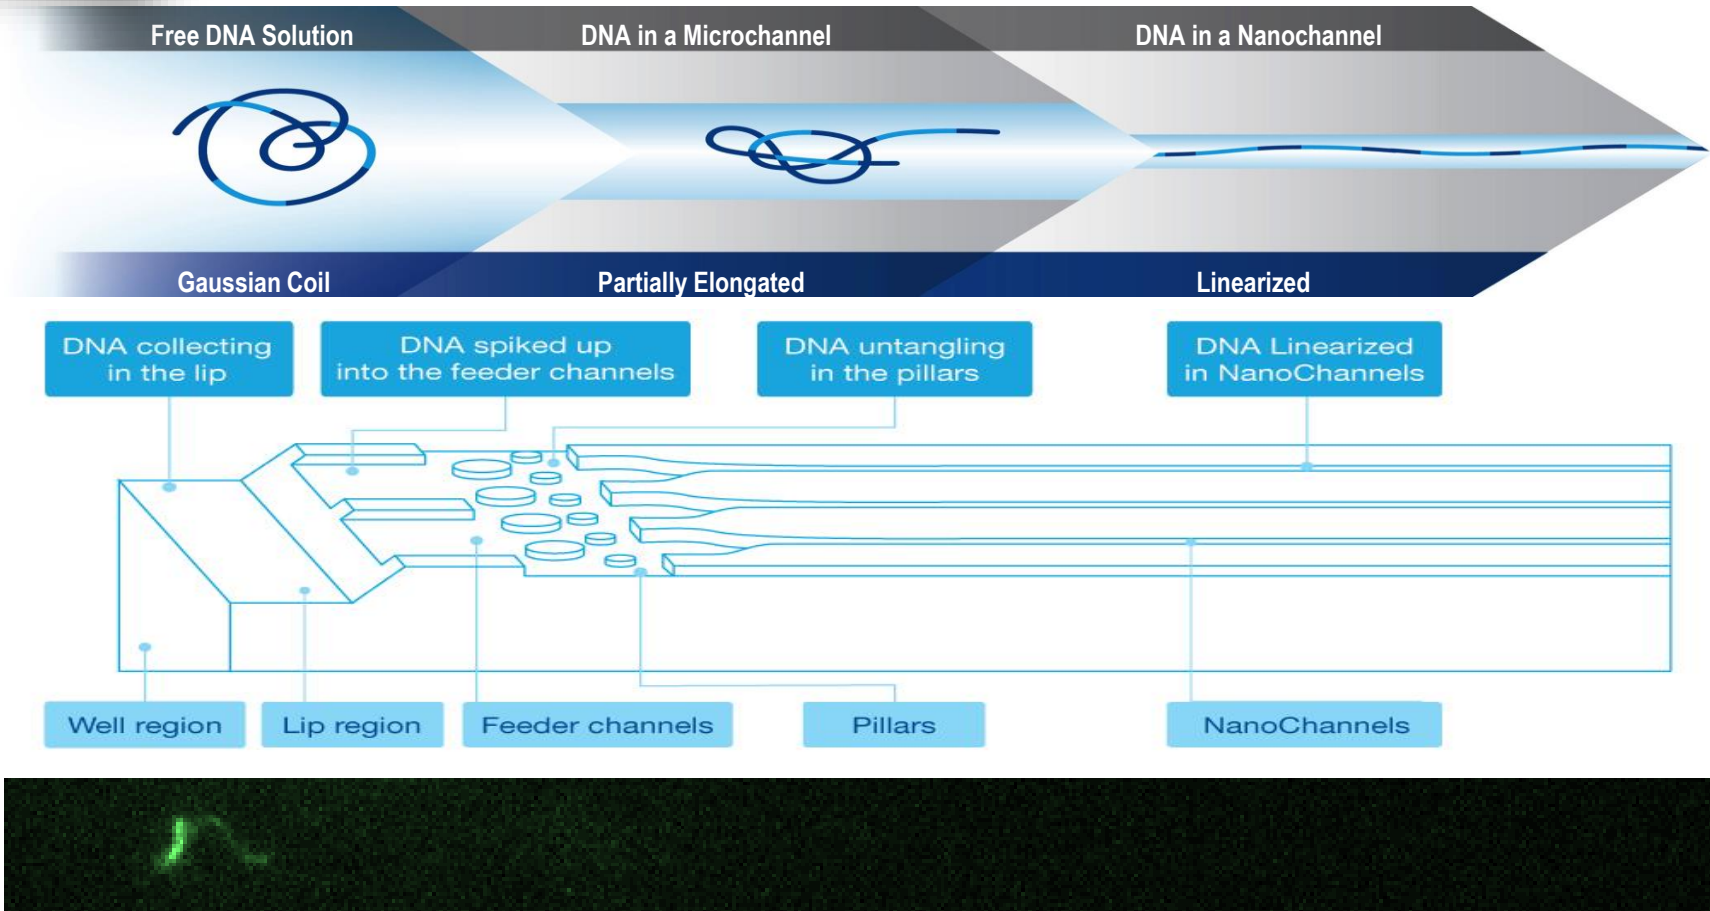 Free DNA Solution
DNA in a Microchannel
DNA in a Nanochannel
Gaussian Coil
Partially Elongated
Linearized
DNA collecting
in the lip
DNA spiked up
into the feeder channels
DNA untangling
in the pillars
DNA Linearized
in NanoChannels
Well region
Lip region
Feeder channels
Pillars
NanoChannels